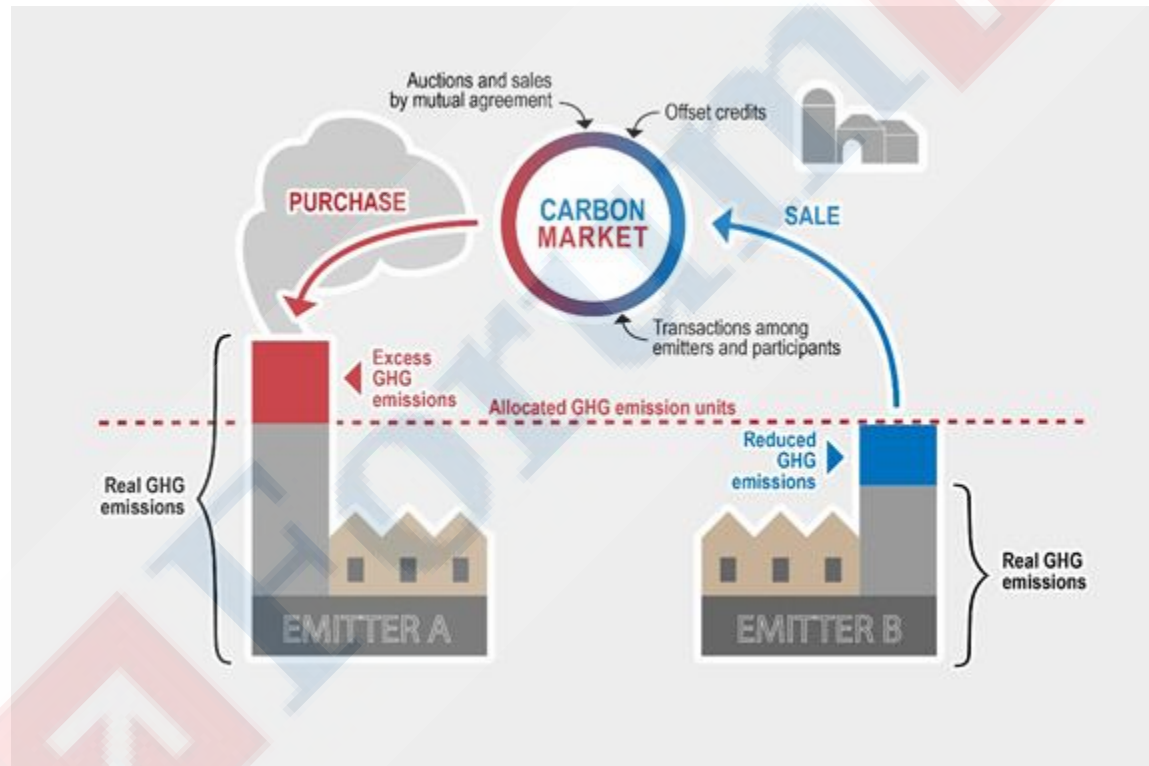 Auctions and sales
by mutual agreement
Offset credits
PURCHASE
CARBON
MARKET
SALE
Transactions among
emitters and participants
Excess
GHG
emissions
Allocated GHG emission units
Reduced
GHG
emissions
Real GHG
emissions
Real GHG
emissions
EMITTER A
EMITTER B
Forum